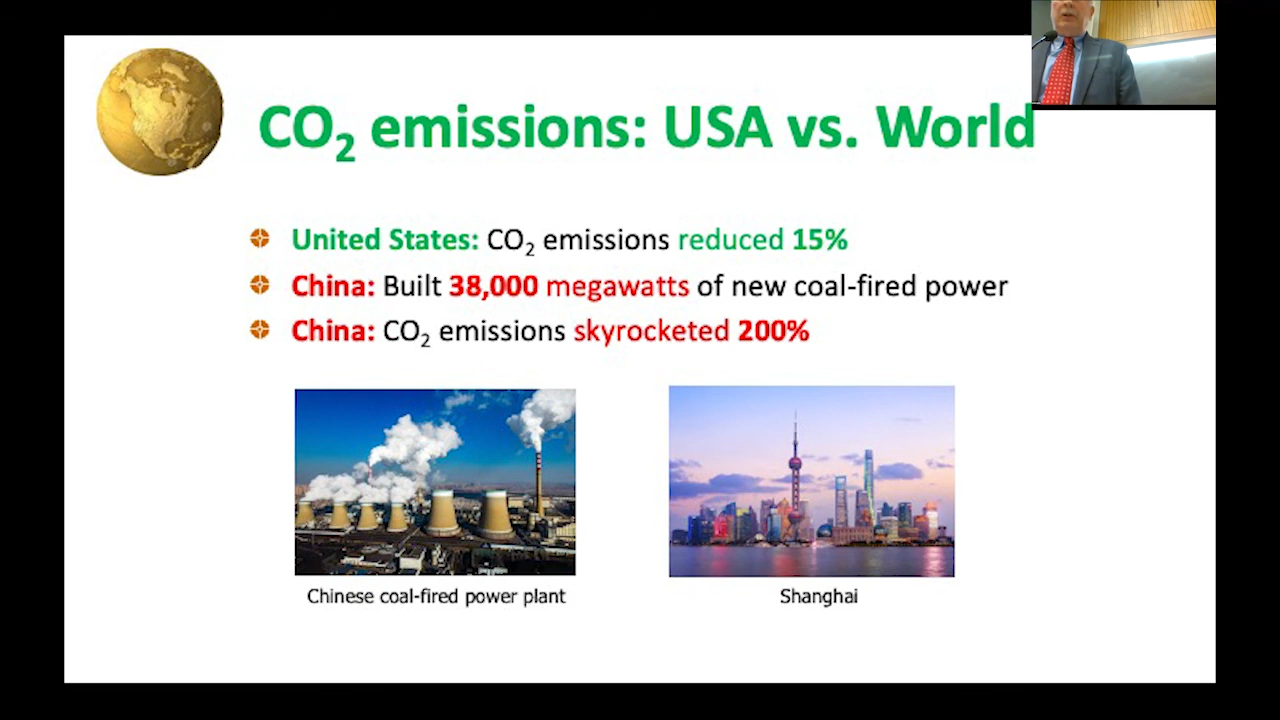 CO₂ emissions: USA vs. World
United States: CO₂ emissions reduced 15%
China: Built 38,000 megawatts of new coal-fired power
China: CO₂ emissions skyrocketed 200%
Chinese coal-fired power plant
Shanghai